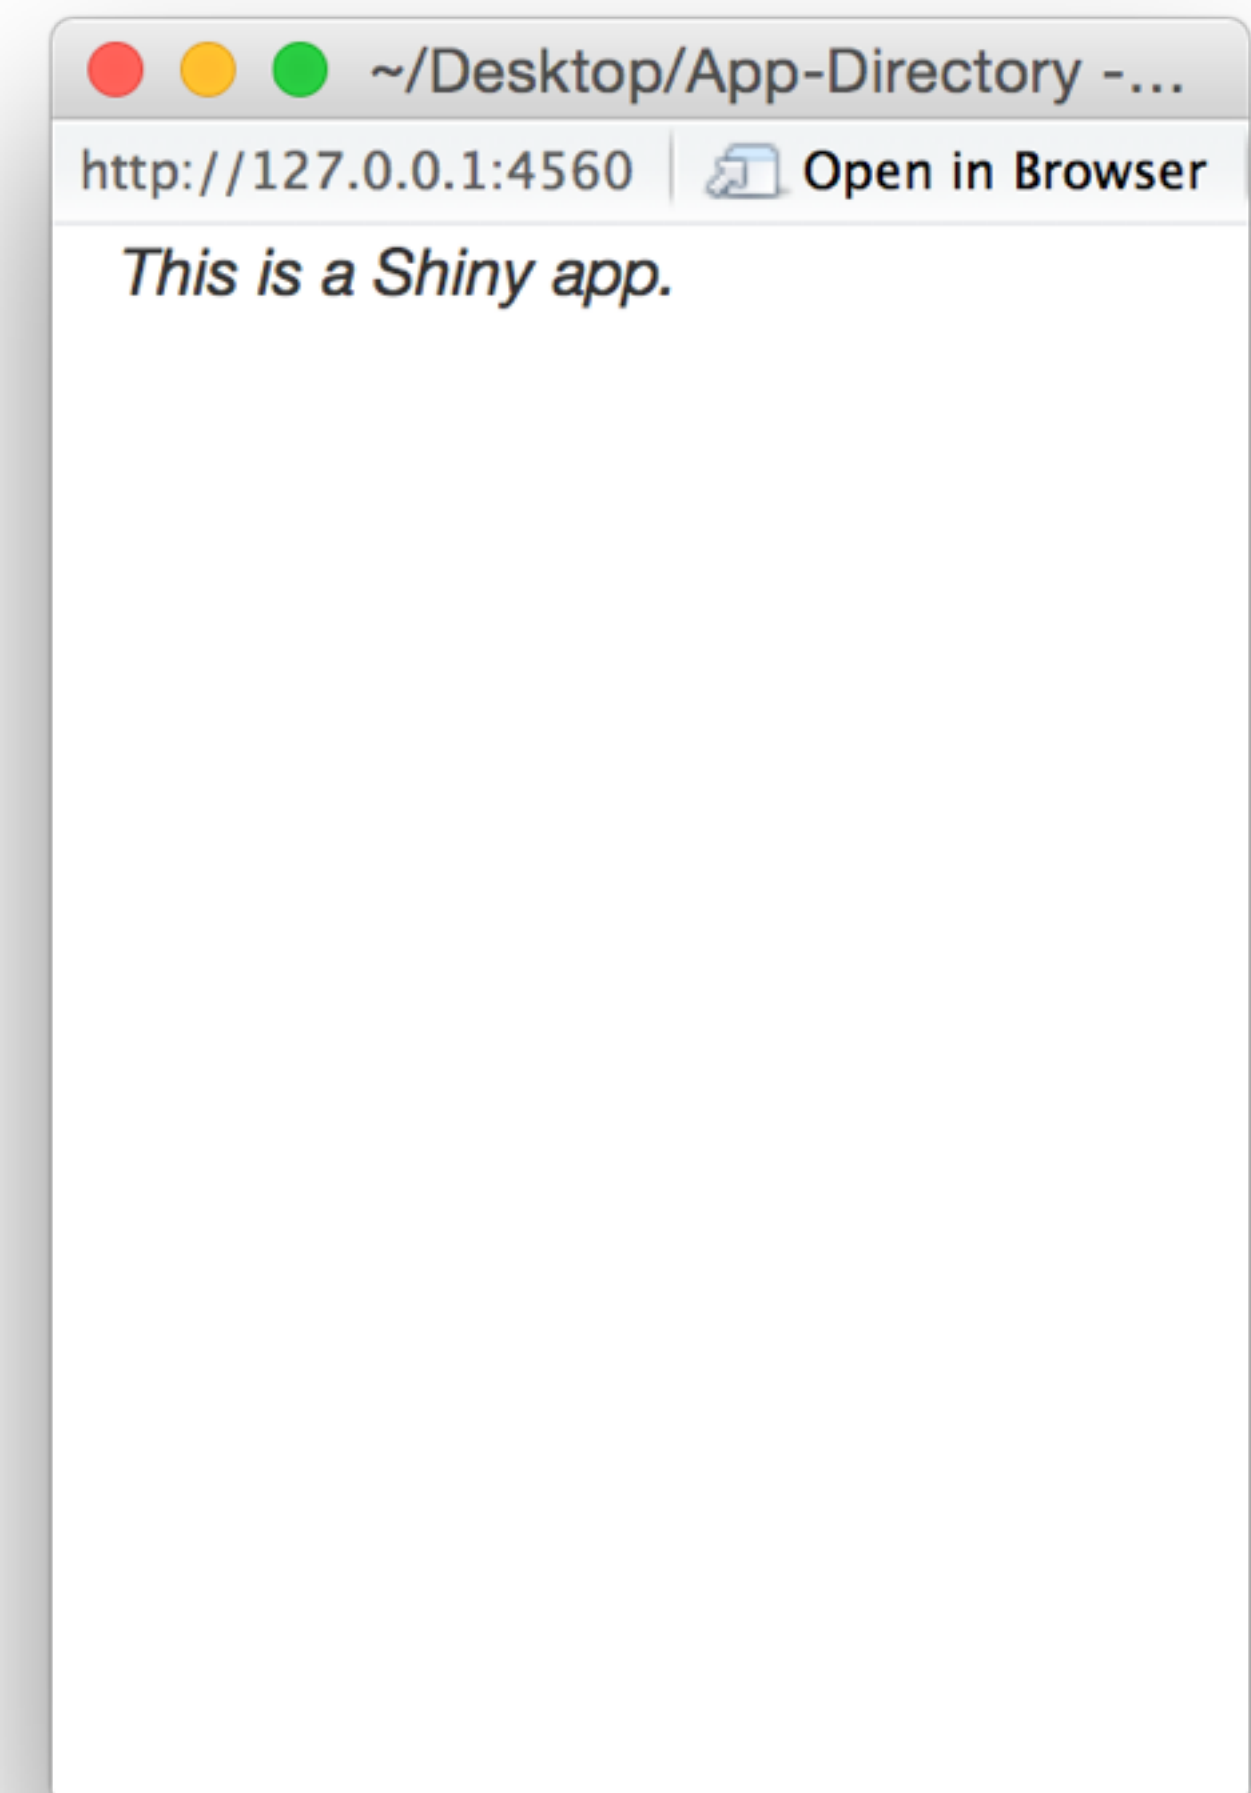 ~/Desktop/App-Directory -...
http://127.0.0.1:4560 Open in Browser
This is a Shiny app.